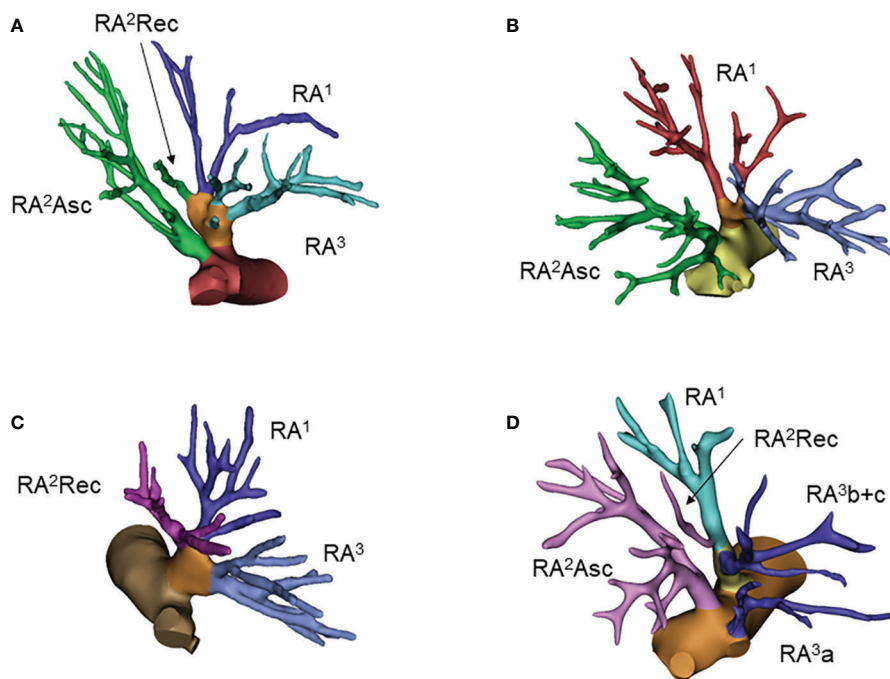 A
RA²Rec
RA¹
RA²Asc
RA³
B
RA¹
RA²Asc
RA³
C
RA¹
RA²Rec
RA³
D
RA¹
RA²Rec
RA³b+c
RA²Asc
RA³a